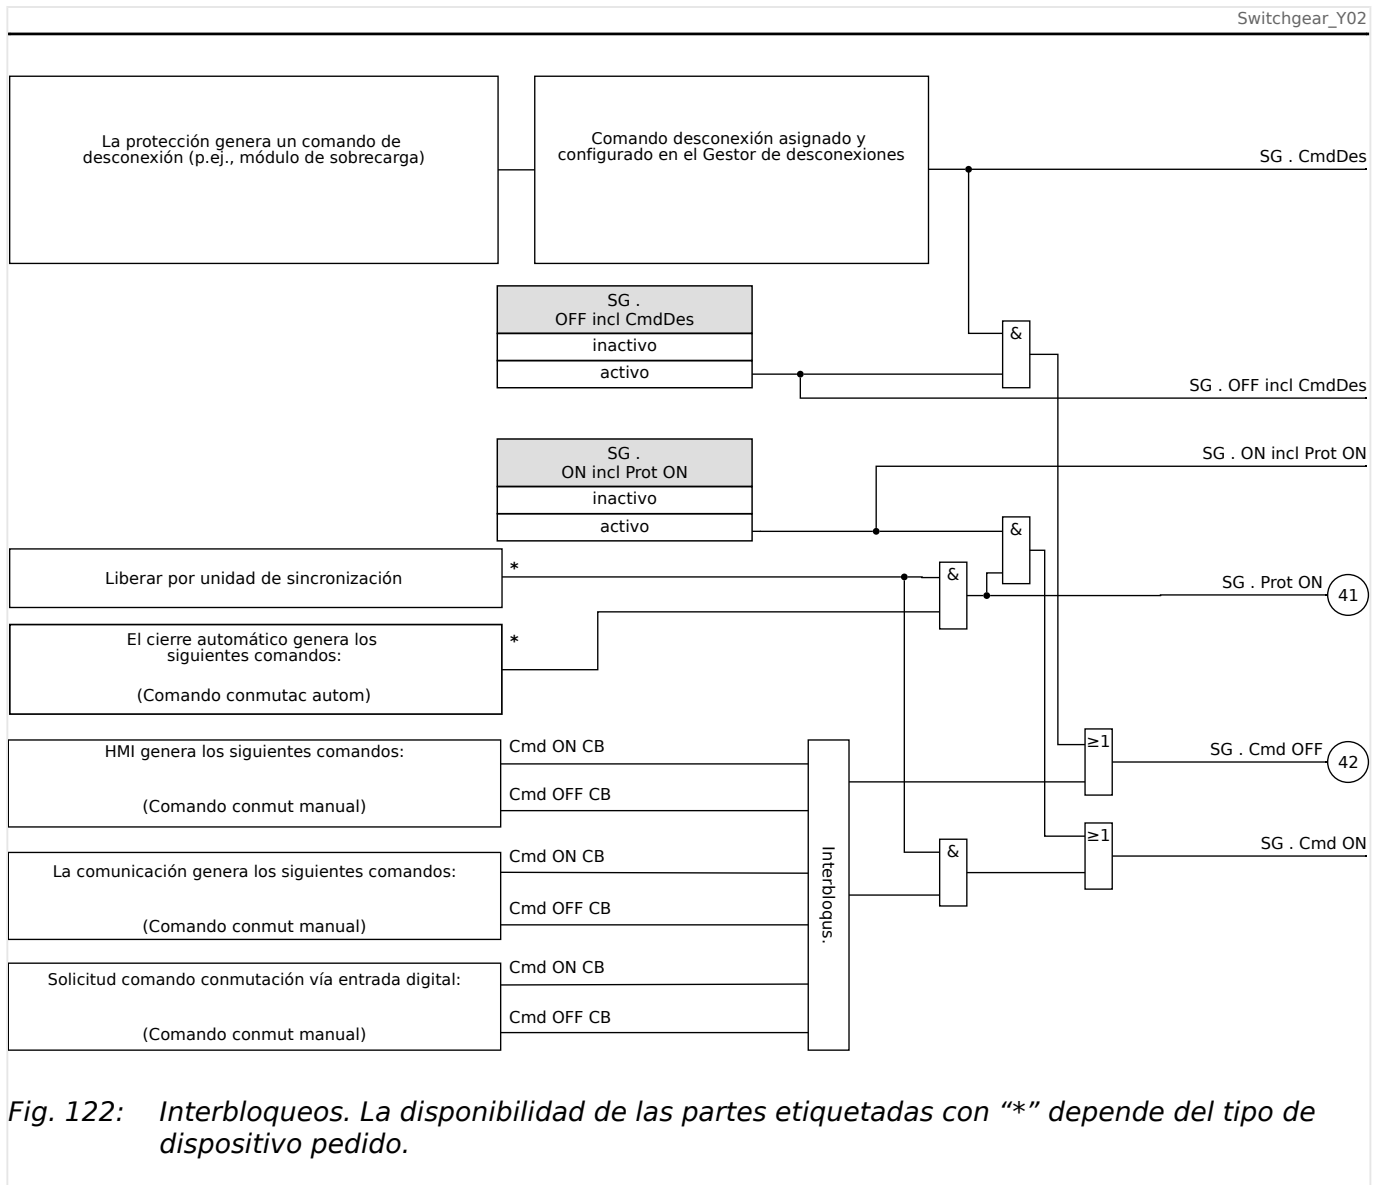 Switchgear_Y02
La protección genera un comando de
desconexión (p.ej., módulo de sobrecarga)
Comando desconexión asignado y
configurado en el Gestor de desconexiones
SG . CmdDes
SG .
OFF incl CmdDes
inactivo
activo
&
SG . OFF incl CmdDes
SG .
ON incl Prot ON
inactivo
activo
SG . ON incl Prot ON
&
Liberar por unidad de sincronización
*
&
SG . Prot ON
41
El cierre automático genera los
siguientes comandos:
(Comando conmutac autom)
*
HMI genera los siguientes comandos:
(Comando conmut manual)
Cmd ON CB
Cmd OFF CB
≥1
SG . Cmd OFF
42
La comunicación genera los siguientes comandos:
(Comando conmut manual)
Cmd ON CB
Cmd OFF CB
Interbloqus.
&
≥1
SG . Cmd ON
Solicitud comando conmutación vía entrada digital:
(Comando conmut manual)
Cmd ON CB
Cmd OFF CB
Fig. 122: Interbloqueos. La disponibilidad de las partes etiquetadas con “*” depende del tipo de
dispositivo pedido.